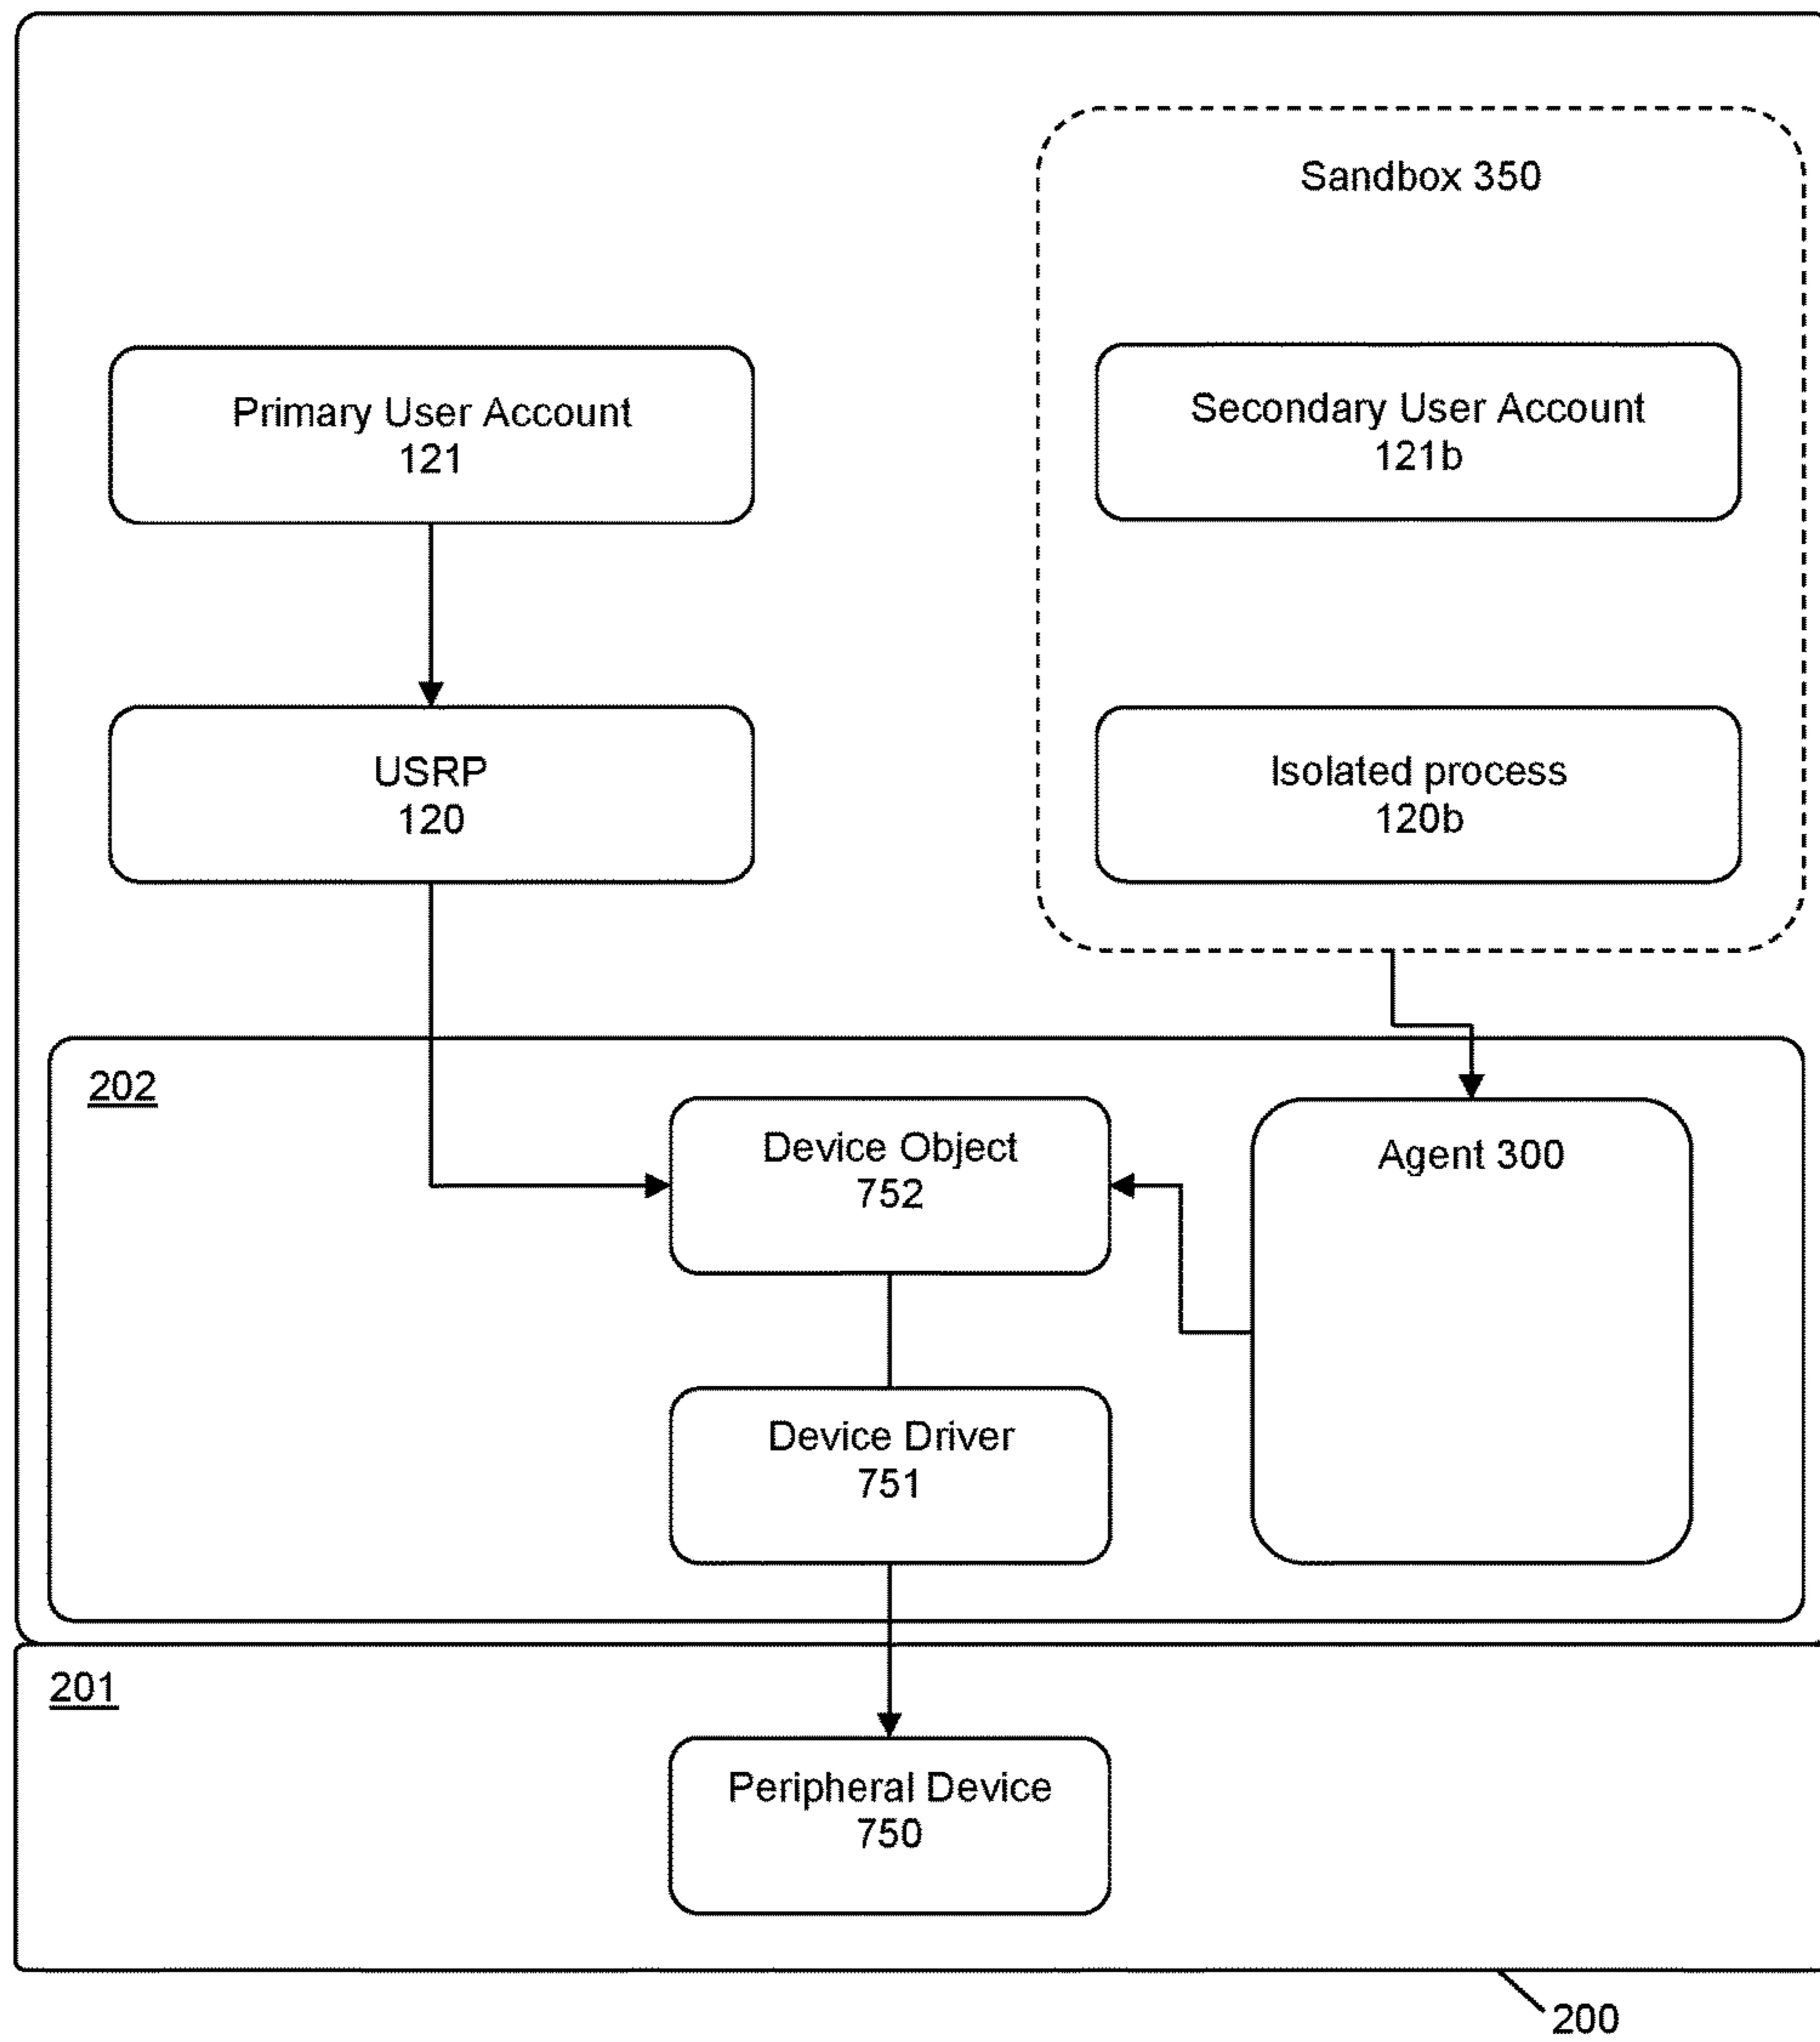 Sandbox 350
Primary User Account
121
Secondary User Account
121b
USRP
120
Isolated process
120b
202
Device Object
752
Agent 300
Device Driver
751
201
Peripheral Device
750
200